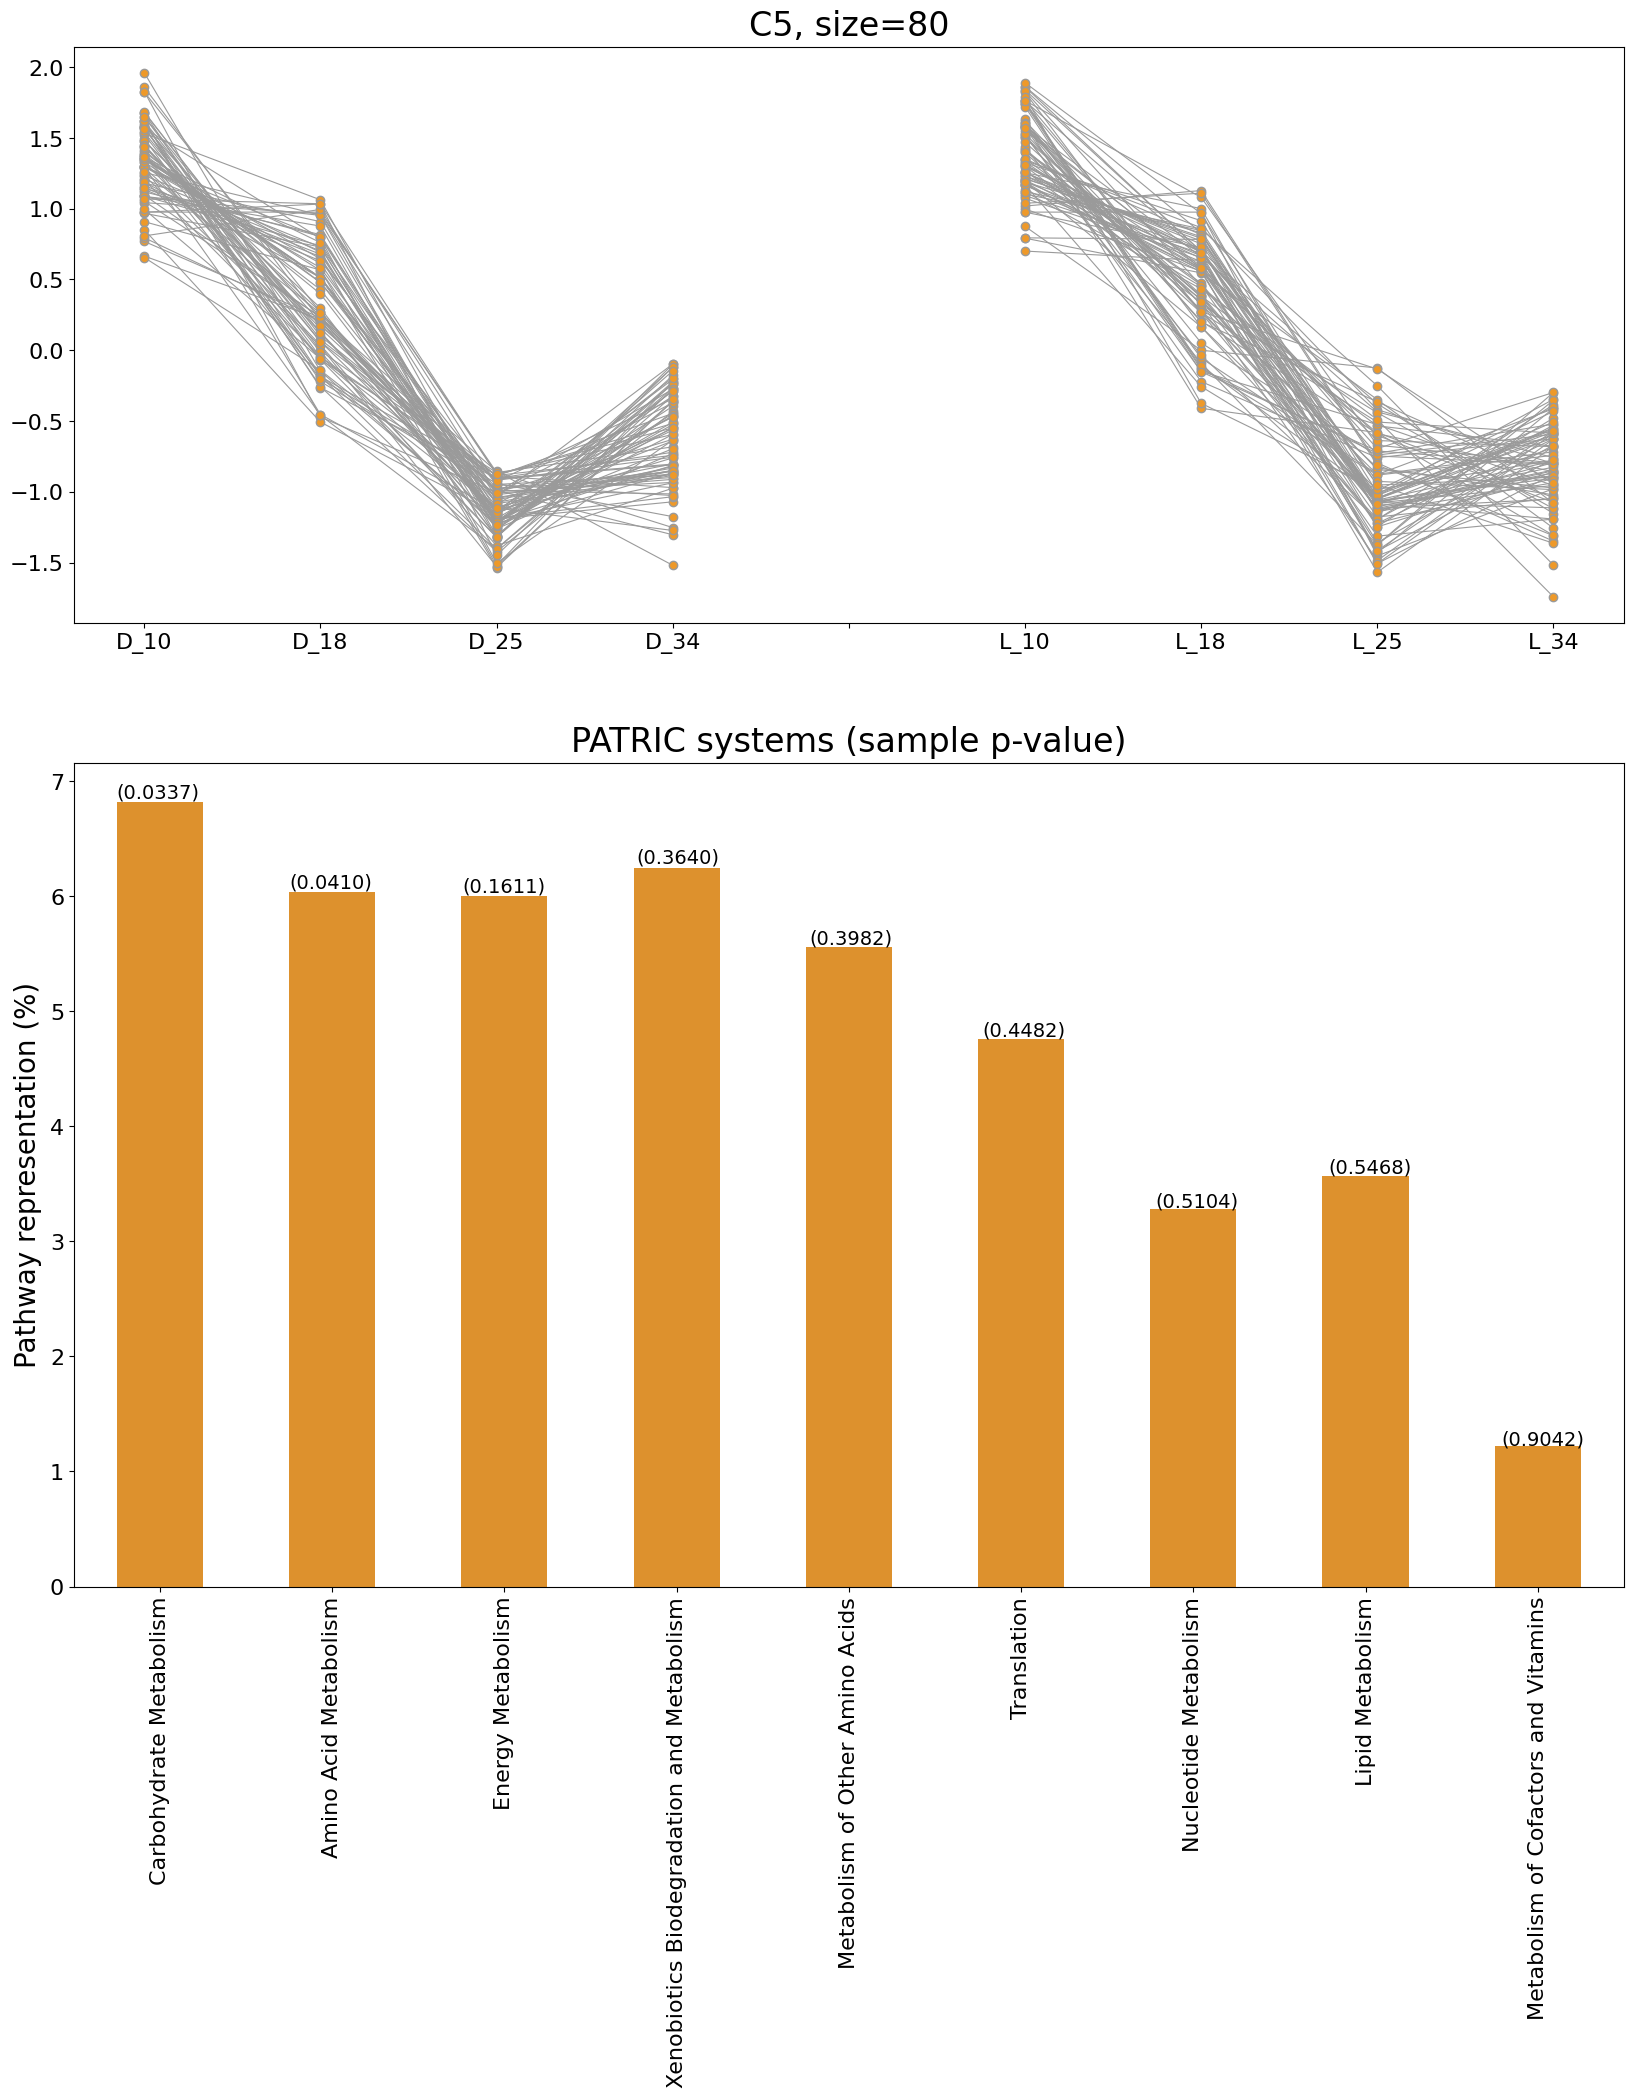 C5, size=80
2.0
1.5
1.0
0.5
0.0
−0.5
−1.0
−1.5
D_10 D_18 D_25 D_34 L_10 L_18 L_25 L_34
PATRIC systems (sample p-value)
Pathway representation (%)
7
6
5
4
3
2
1
0
(0.0337)
(0.0410)
(0.1611)
(0.3640)
(0.3982)
(0.4482)
(0.5104)
(0.5468)
(0.9042)
Carbohydrate Metabolism
Amino Acid Metabolism
Energy Metabolism
Xenobiotics Biodegradation and Metabolism
Metabolism of Other Amino Acids
Translation
Nucleotide Metabolism
Lipid Metabolism
Metabolism of Cofactors and Vitamins